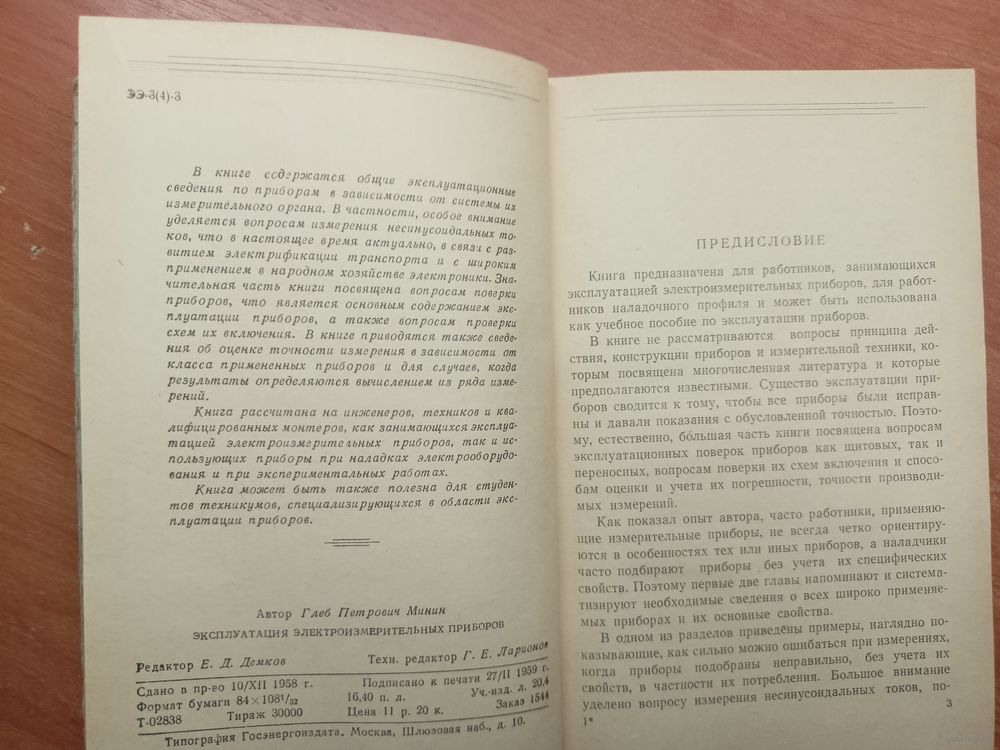 ЭЭ-3(4)-3
В книге содержатся общие эксплуатационные
сведения по приборам в зависимости от системы их
измерительного органа. В частности, особое внимание
уделяется вопросам измерения несинусоидальных то-
ков, что в настоящее время актуально, в связи с раз-
витием электрификации транспорта и с широким
применением в народном хозяйстве электроники. Зна-
чительная часть книги посвящена вопросам поверки
приборов, что является основным содержанием экс-
плуатации приборов, а также вопросам проверки
схем их включения. В книге приводятся также сведе-
ния об оценке точности измерения в зависимости от
класса примененных приборов и для случаев, когда
результаты определяются вычислением из ряда изме-
рений.
Книга рассчитана на инженеров, техников и ква-
лифицированных монтеров, как занимающихся эксплуа-
тацией электроизмерительных приборов, так и ис-
пользующих приборы при наладках электрооборудо-
вания и при экспериментальных работах.
Книга может быть также полезна для студен-
тов техникумов, специализирующихся в области экс-
плуатации приборов.
Автор Глеб Петрович Минин
ЭКСПЛУАТАЦИЯ ЭЛЕКТРОИЗМЕРИТЕЛЬНЫХ ПРИБОРОВ
Редактор Е. Д. Демков Техн. редактор Г. Е. Ларионов
Сдано в пр-во 10/XII 1958 г. Подписано к печати 27/II 1959 г.
Формат бумаги 84×108¹/₃₂ 16,40 п. л. Уч.-изд. л. 20,4
Т-02838 Тираж 30000 Цена 11 р. 20 к. Заказ 1544
Типография Госэнергоиздата. Москва, Шлюзовая наб., д. 10.
ПРЕДИСЛОВИЕ
Книга предназначена для работников, занимающихся
эксплуатацией электроизмерительных приборов, для работ-
ников наладочного профиля и может быть использована
как учебное пособие по эксплуатации приборов.
В книге не рассматриваются вопросы принципа дей-
ствия, конструкции приборов и измерительной техники, ко-
торым посвящена многочисленная литература и которые
предполагаются известными. Существо эксплуатации при-
боров сводится к тому, чтобы все приборы были исправ-
ны и давали показания с обусловленной точностью. Поэто-
му, естественно, бо́льшая часть книги посвящена вопросам
эксплуатационных поверок приборов как щитовых, так и
переносных, вопросам поверки их схем включения и спосо-
бам оценки и учета их погрешности, точности производи-
мых измерений.
Как показал опыт автора, часто работники, применяю-
щие измерительные приборы, не всегда четко ориентиру-
ются в особенностях тех или иных приборов, а наладчики
часто подбирают приборы без учета их специфических
свойств. Поэтому первые две главы напоминают и система-
тизируют необходимые сведения о всех широко применяе-
мых приборах и их основные свойства.
В одном из разделов приведены примеры, наглядно по-
казывающие, как сильно можно ошибаться при измерениях,
когда приборы подобраны неправильно, без учета их
свойств, в частности их потребления. Большое внимание
уделено вопросу измерения несинусоидальных токов, по-
1* 3